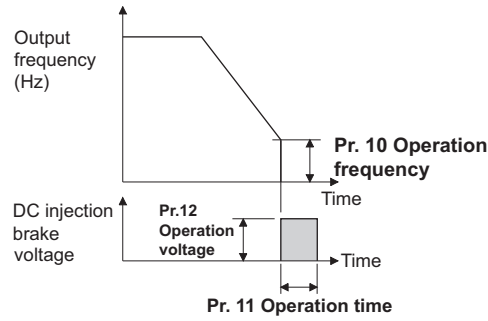 Output
frequency
(Hz)
Pr. 10 Operation
frequency
Time
DC injection
brake
voltage
Pr.12
Operation
voltage
Time
Pr. 11 Operation time